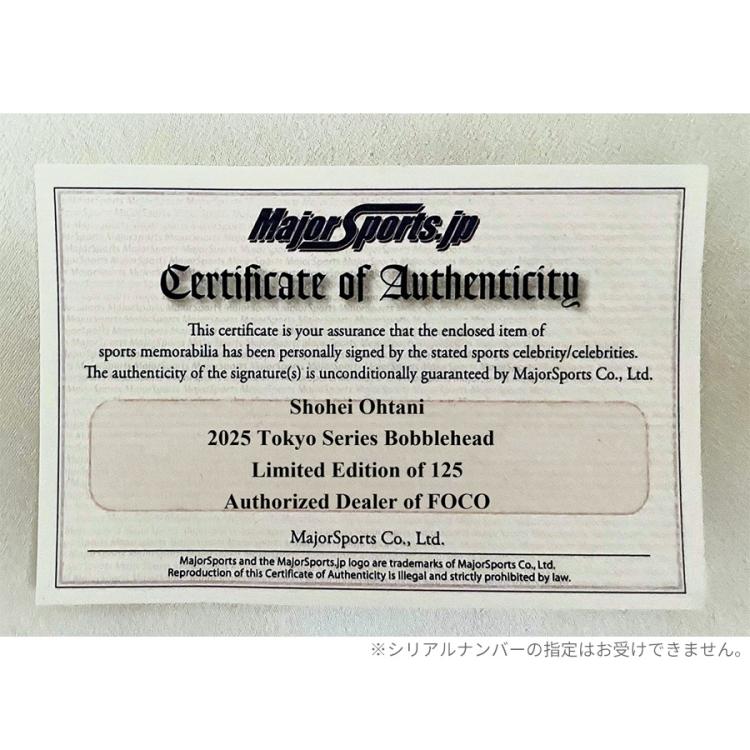 MajorSports.jp
Certificate of Authenticity
This certificate is your assurance that the enclosed item of
sports memorabilia has been personally signed by the stated sports celebrity/celebrities.
The authenticity of the signature(s) is unconditionally guaranteed by MajorSports Co., Ltd.
Shohei Ohtani
2025 Tokyo Series Bobblehead
Limited Edition of 125
Authorized Dealer of FOCO
MajorSports Co., Ltd.
MajorSports and the MajorSports.jp logo are trademarks of MajorSports Co., Ltd.
Reproduction of this Certificate of Authenticity is illegal and strictly prohibited by law.
※シリアルナンバーの指定はお受けできません。